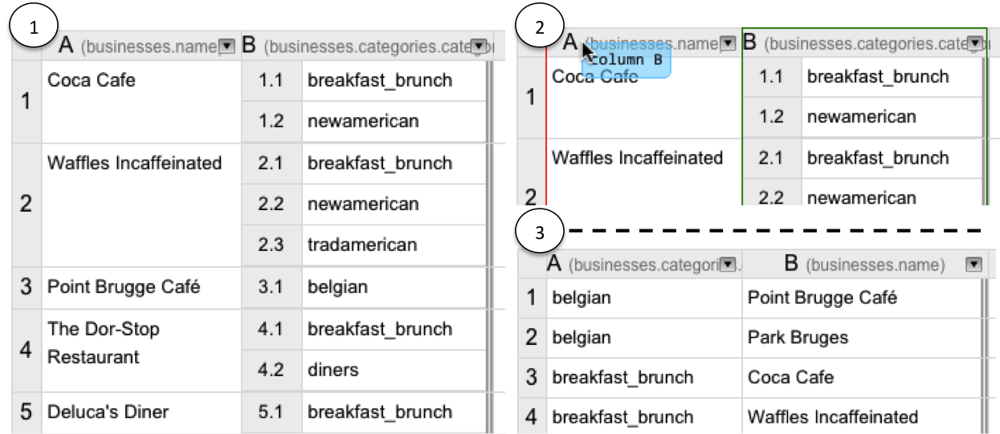 1
A (businesses.name) B (businesses.categories.catego
1 Coca Cafe 1.1 breakfast_brunch
1.2 newamerican
2 Waffles Incaffeinated 2.1 breakfast_brunch
2.2 newamerican
2.3 tradamerican
3 Point Brugge Café 3.1 belgian
4 The Dor-Stop Restaurant 4.1 breakfast_brunch
4.2 diners
5 Deluca's Diner 5.1 breakfast_brunch
2
A (businesses.name) B (businesses.categories.catego
column B
1 Coca Cafe 1.1 breakfast_brunch
1.2 newamerican
2 Waffles Incaffeinated 2.1 breakfast_brunch
2.2 newamerican
3
A (businesses.categories. B (businesses.name)
1 belgian Point Brugge Café
2 belgian Park Bruges
3 breakfast_brunch Coca Cafe
4 breakfast_brunch Waffles Incaffeinated